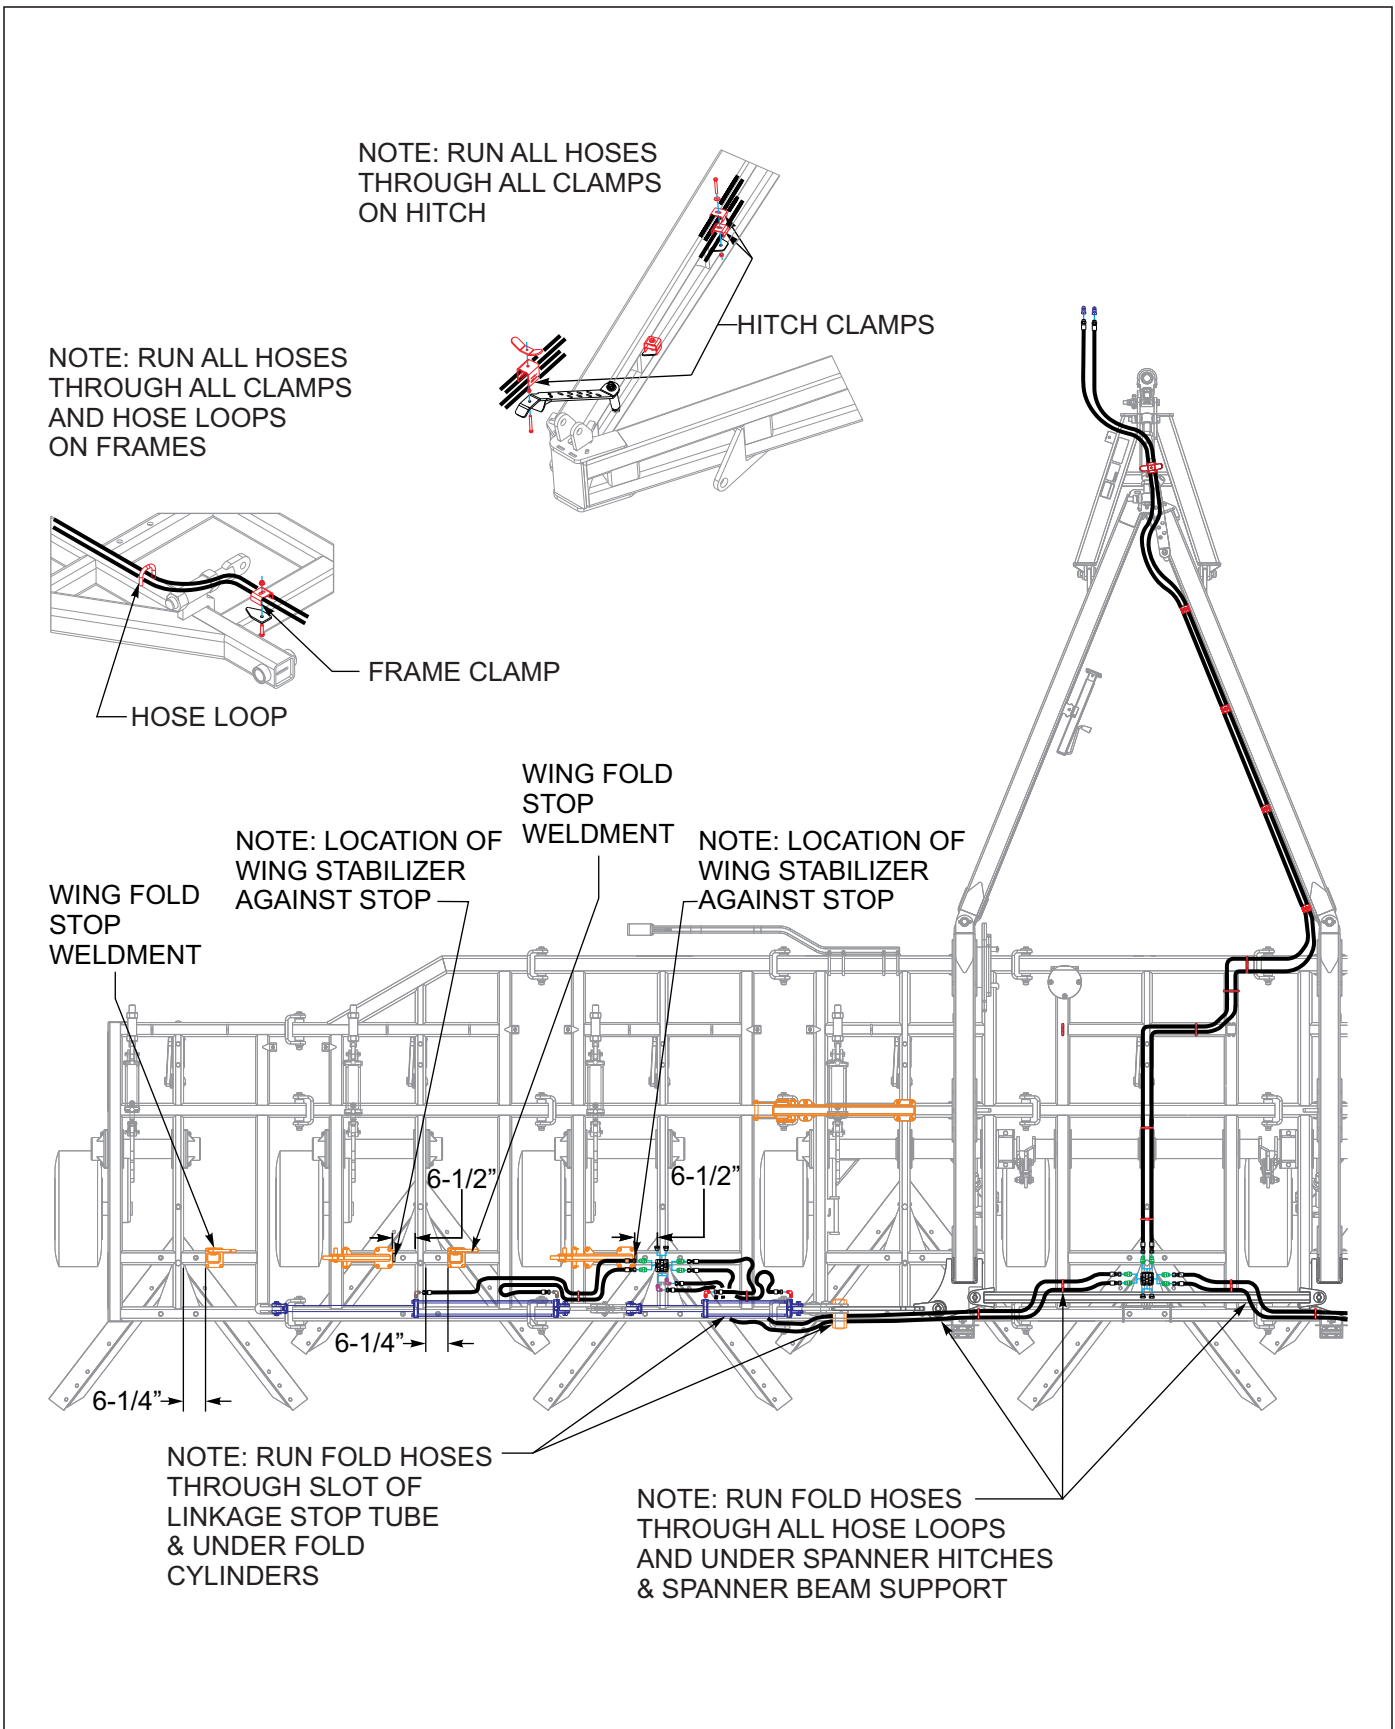 NOTE: RUN ALL HOSES
THROUGH ALL CLAMPS
ON HITCH
HITCH CLAMPS
NOTE: RUN ALL HOSES
THROUGH ALL CLAMPS
AND HOSE LOOPS
ON FRAMES
FRAME CLAMP
HOSE LOOP
WING FOLD
STOP
WELDMENT
NOTE: LOCATION OF
WING STABILIZER
AGAINST STOP
NOTE: LOCATION OF
WING STABILIZER
AGAINST STOP
WING FOLD
STOP
WELDMENT
6-1/2”
6-1/2”
6-1/4”
6-1/4”
NOTE: RUN FOLD HOSES
THROUGH SLOT OF
LINKAGE STOP TUBE
& UNDER FOLD
CYLINDERS
NOTE: RUN FOLD HOSES
THROUGH ALL HOSE LOOPS
AND UNDER SPANNER HITCHES
& SPANNER BEAM SUPPORT